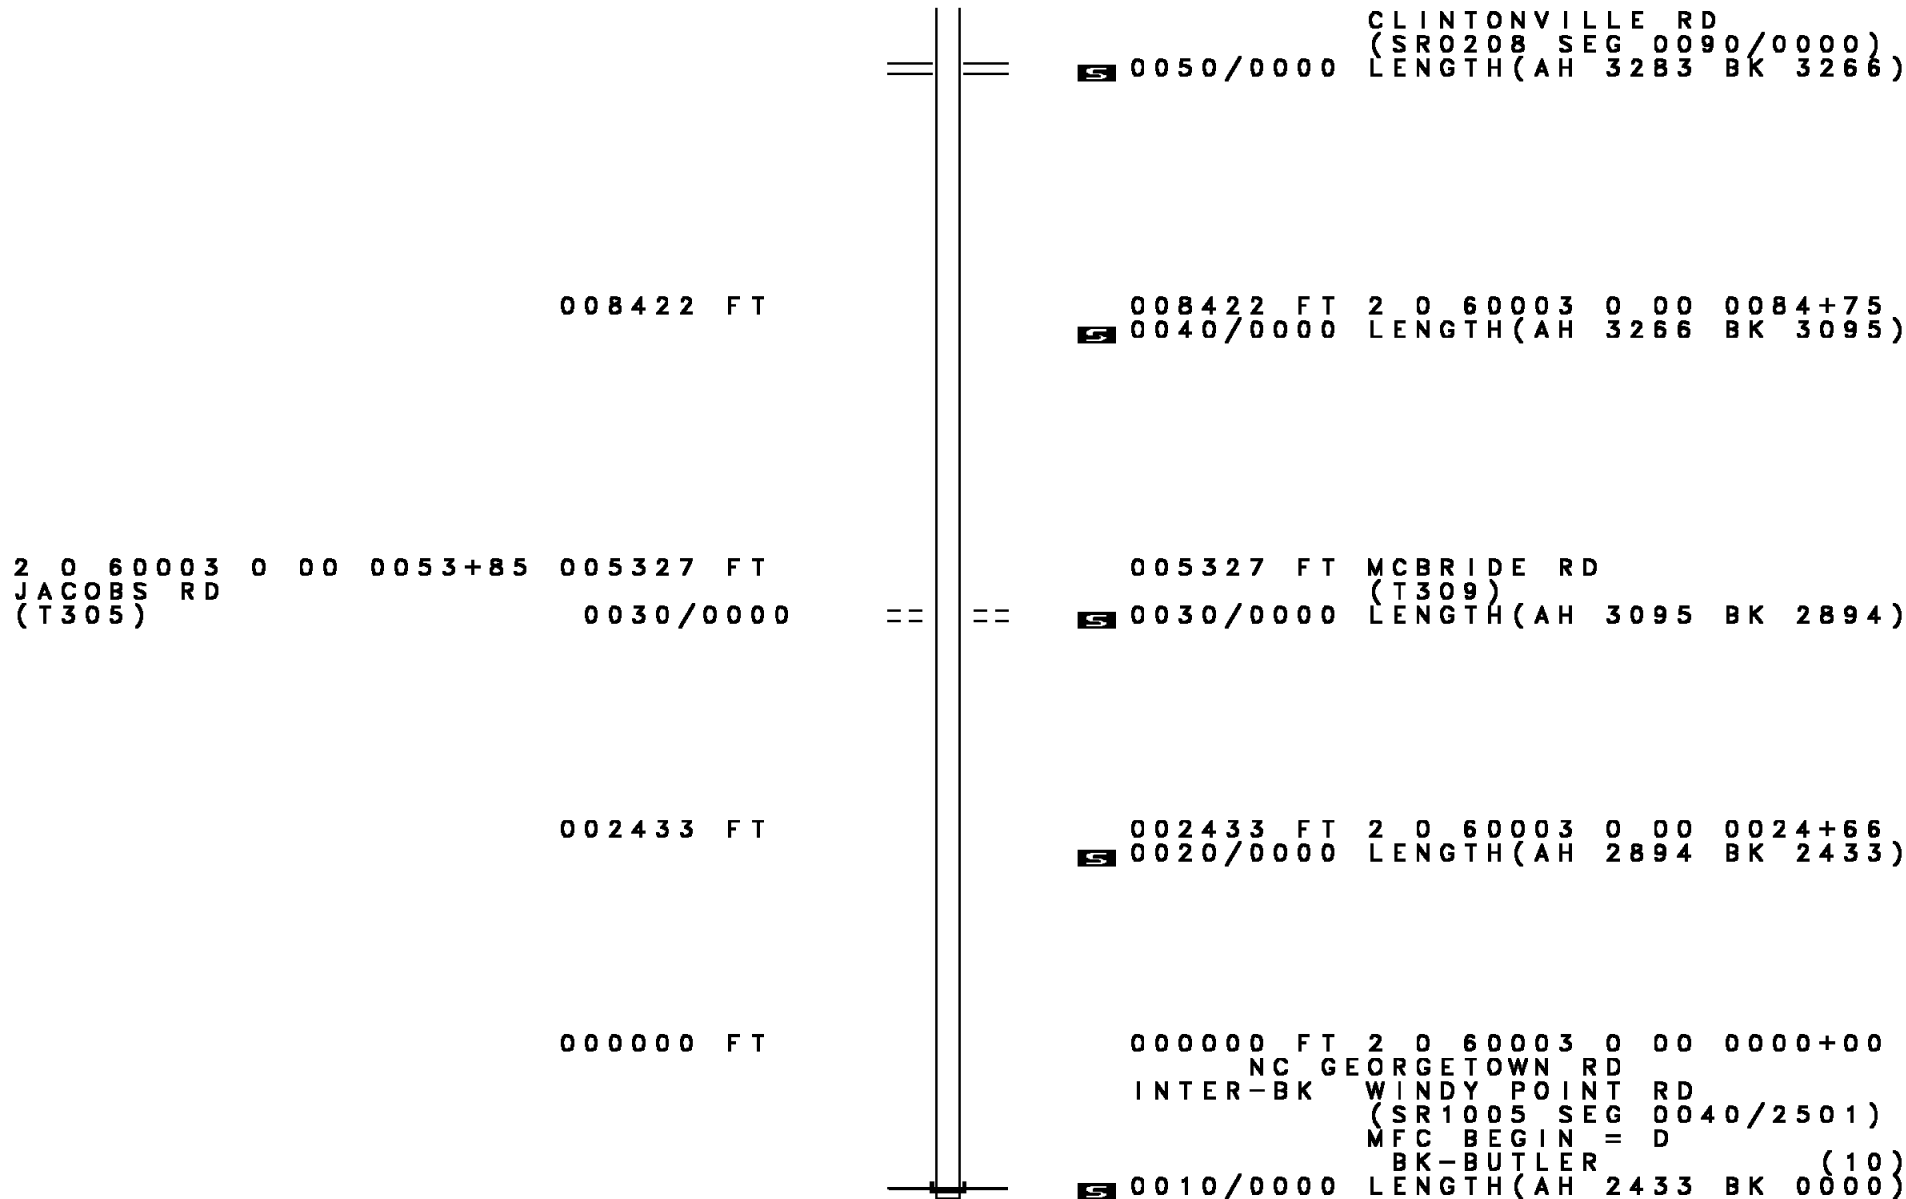 CLINTONVILLE RD
(SR0208 SEG 0090/0000)
S 0050/0000 LENGTH(AH 3283 BK 3266)
008422 FT 008422 FT 2 0 60003 0 00 0084+75
S 0040/0000 LENGTH(AH 3266 BK 3095)
2 0 60003 0 00 0053+85 005327 FT 005327 FT MCBRIDE RD
JACOBS RD (T309)
(T305) 0030/0000 S 0030/0000 LENGTH(AH 3095 BK 2894)
002433 FT 002433 FT 2 0 60003 0 00 0024+66
S 0020/0000 LENGTH(AH 2894 BK 2433)
000000 FT 000000 FT 2 0 60003 0 00 0000+00
NC GEORGETOWN RD
INTER-BK WINDY POINT RD
(SR1005 SEG 0040/2501)
MFC BEGIN = D
BK-BUTLER (10)
S 0010/0000 LENGTH(AH 2433 BK 0000)